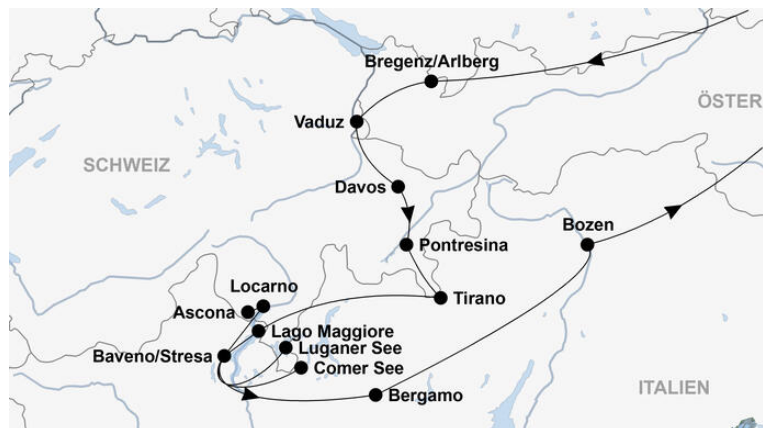 Bregenz/Arlberg
ÖSTER
Vaduz
SCHWEIZ
Davos
Bozen
Pontresina
Locarno
Tirano
Ascona
Lago Maggiore
Baveno/Stresa
Luganer See
Comer See
ITALIEN
Bergamo